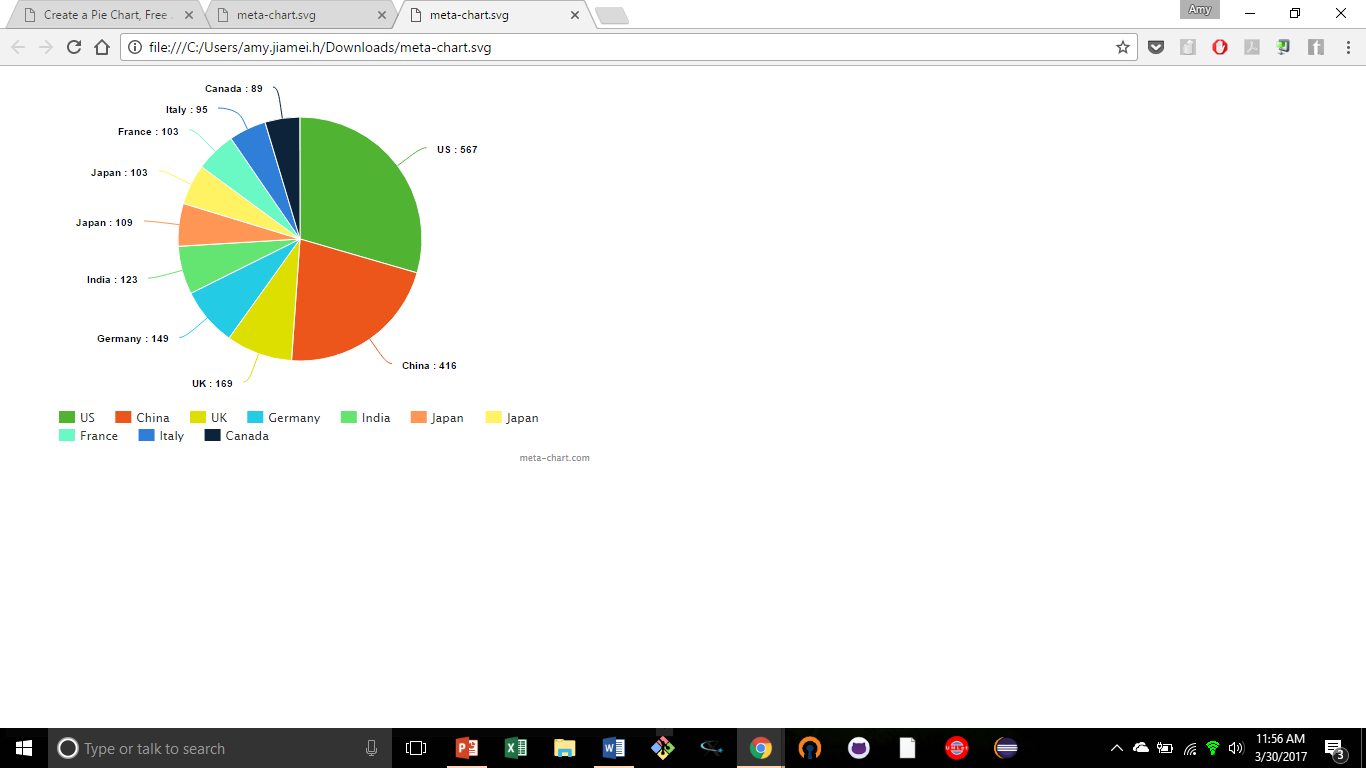 Create a Pie Chart, Free
meta-chart.svg
meta-chart.svg
Amy
file:///C:/Users/amy.jiamei.h/Downloads/meta-chart.svg
Canada : 89
Italy : 95
France : 103
US : 567
Japan : 103
Japan : 109
India : 123
Germany : 149
China : 416
UK : 169
US China UK Germany India Japan Japan
France Italy Canada
meta-chart.com
Type or talk to search
11:56 AM
3/30/2017
3